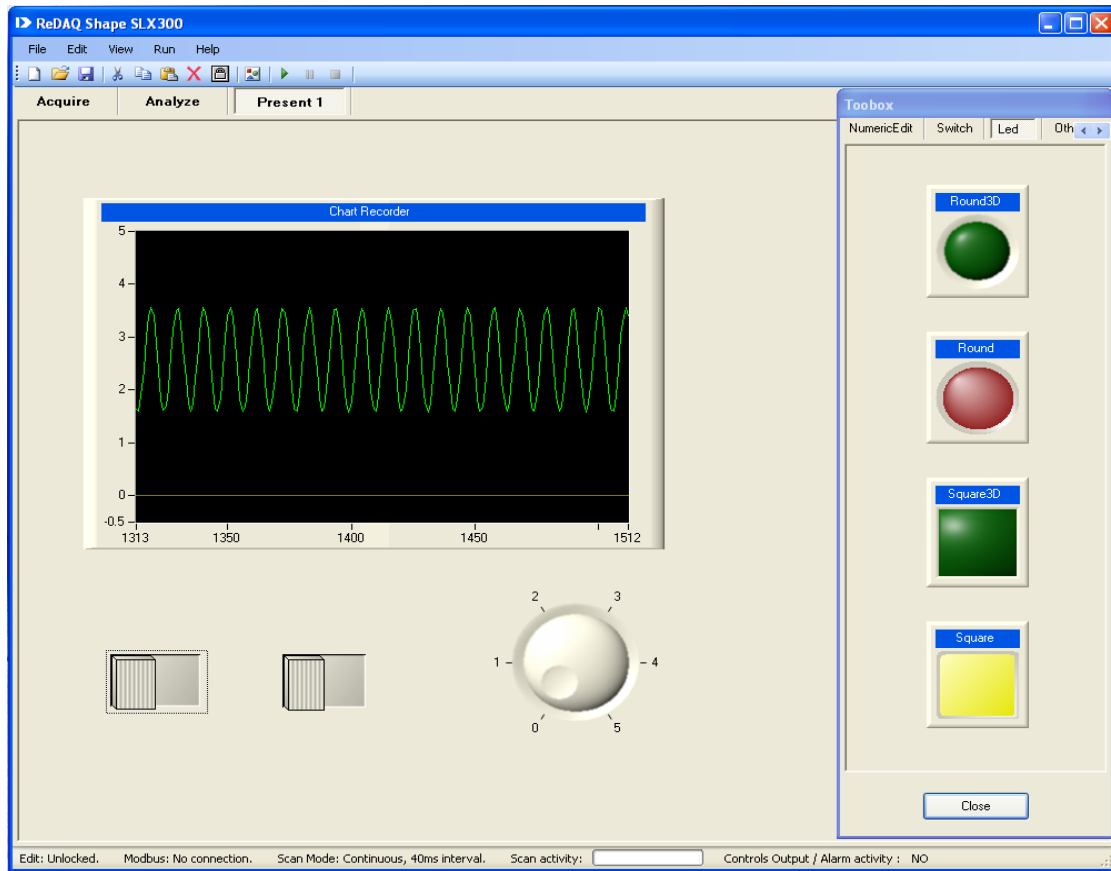 ReDAQ Shape SLX300
File Edit View Run Help
Acquire Analyze Present 1
Toobox
NumericEdit Switch Led Oth
Chart Recorder
5
4
3
2
1
0
-0.5
1313 1350 1400 1450 1512
2 3
1 4
0 5
Round3D
Round
Square3D
Square
Close
Edit: Unlocked. Modbus: No connection. Scan Mode: Continuous, 40ms interval. Scan activity: Controls Output / Alarm activity : NO